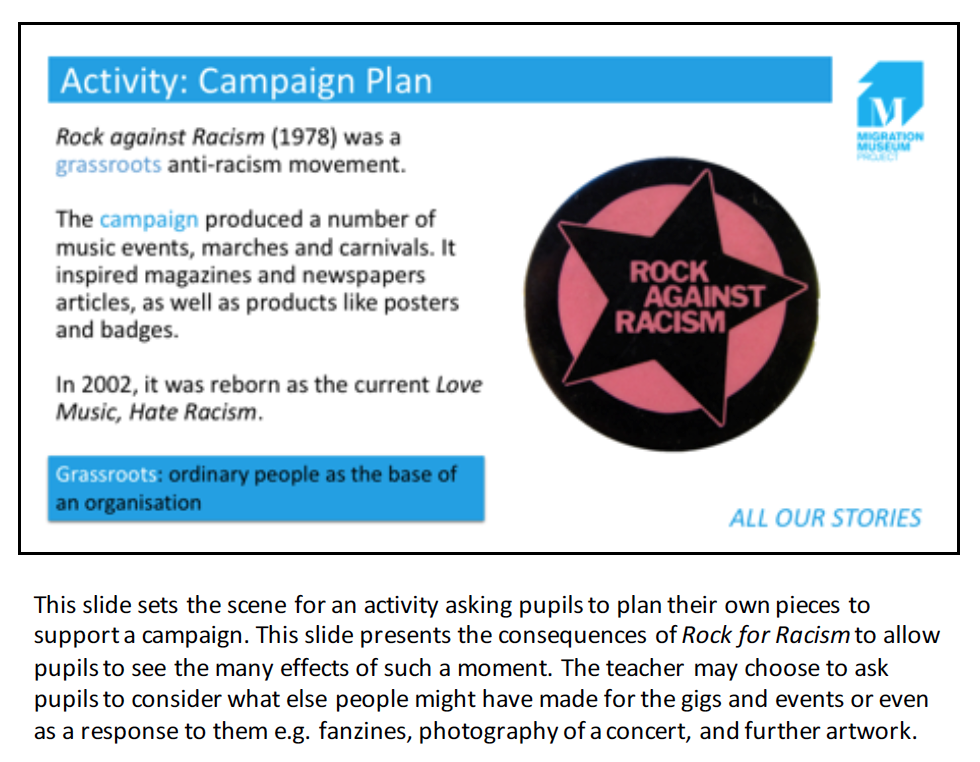 Activity: Campaign Plan
MIGRATION
MUSEUM
PROJECT
Rock against Racism (1978) was a
grassroots anti-racism movement.
The campaign produced a number of
music events, marches and carnivals. It
inspired magazines and newspapers
articles, as well as products like posters
and badges.
In 2002, it was reborn as the current Love
Music, Hate Racism.
Grassroots: ordinary people as the base of
an organisation
ROCK
AGAINST
RACISM
ALL OUR STORIES
This slide sets the scene for an activity asking pupils to plan their own pieces to
support a campaign. This slide presents the consequences of Rock for Racism to allow
pupils to see the many effects of such a moment. The teacher may choose to ask
pupils to consider what else people might have made for the gigs and events or even
as a response to them e.g. fanzines, photography of a concert, and further artwork.